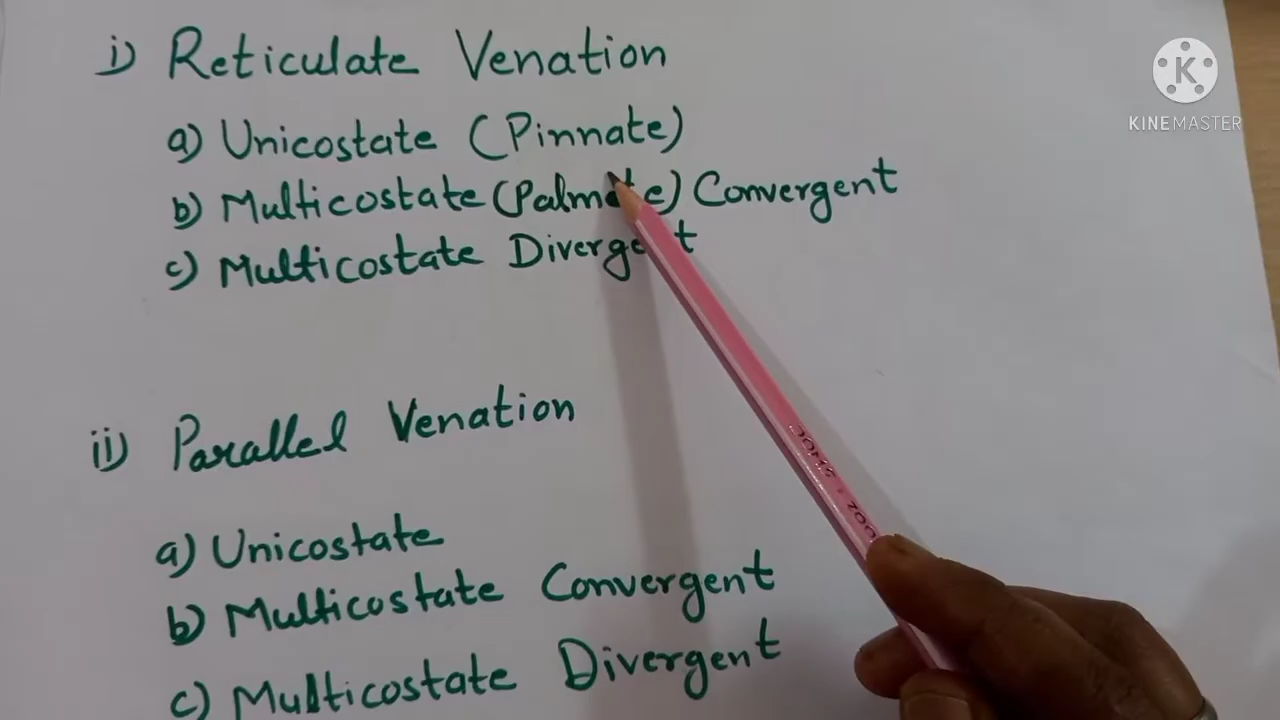 i) Reticulate Venation
a) Unicostate (Pinnate)
b) Multicostate (Palmate) Convergent
c) Multicostate Divergent
ii) Parallel Venation
a) Unicostate
b) Multicostate Convergent
c) Multicostate Divergent
K
KINEMASTER